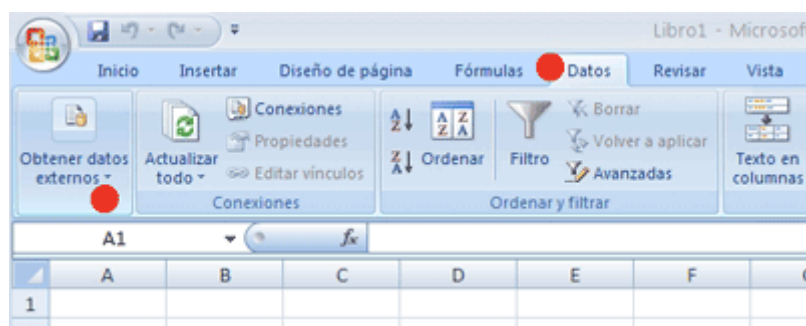 Libro1 - Microsof
Inicio Insertar Diseño de página Fórmulas Datos Revisar Vista
Obtener datos externos
Actualizar todo
Conexiones
Propiedades
Editar vínculos
Conexiones
A Z
Z A
A Z Z A
Ordenar
Filtro
Borrar
Volver a aplicar
Avanzadas
Ordenar y filtrar
Texto en columnas
A1 fx
A B C D E F
1